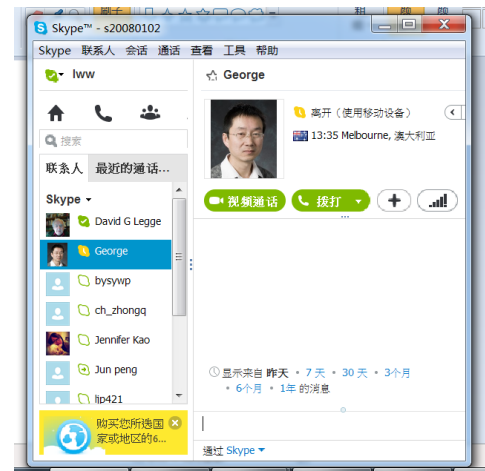 Skype™ - s20080102
Skype 联系人 会话 通话 查看 工具 帮助
lww
搜索
联系人 最近的通话...
Skype
David G Legge
George
bysywp
ch_zhongq
Jennifer Kao
Jun peng
ljp421
购买您所选国
家或地区的6...
George
离开（使用移动设备）
13:35 Melbourne, 澳大利亚
视频通话
拨打
显示来自 昨天 • 7 天 • 30 天 • 3个月
• 6个月 • 1年 的消息
通过 Skype